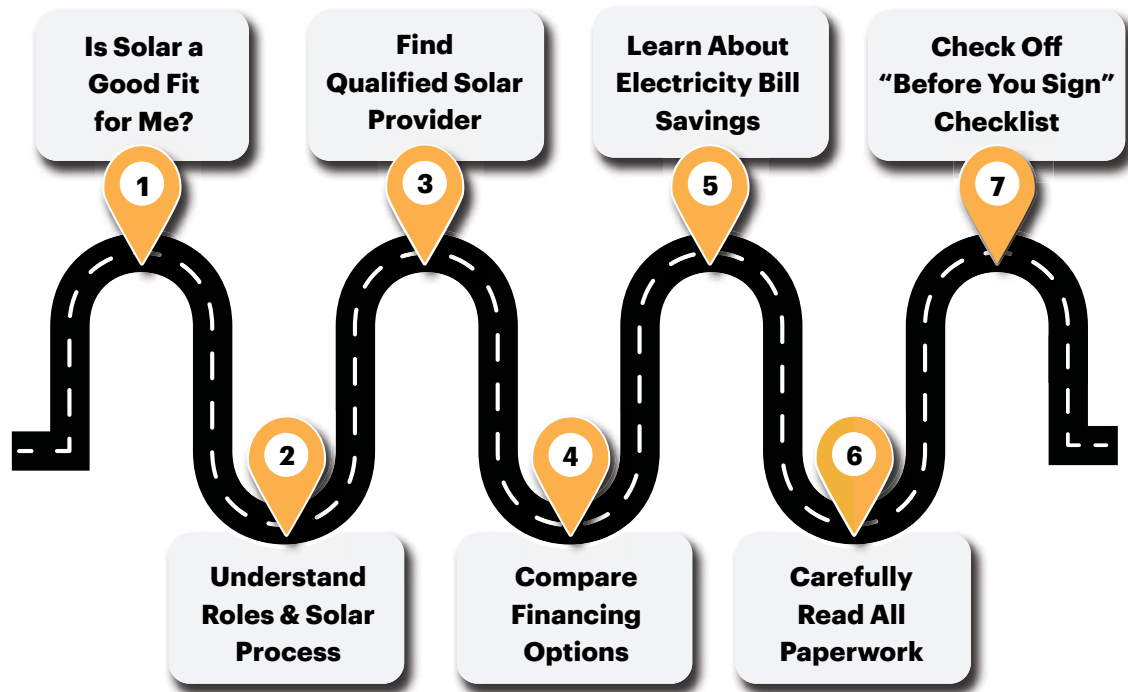 Is Solar a
Good Fit
for Me?
1
Understand
Roles & Solar
Process
2
Find
Qualified Solar
Provider
3
Compare
Financing
Options
4
Learn About
Electricity Bill
Savings
5
Carefully
Read All
Paperwork
6
Check Off
“Before You Sign”
Checklist
7